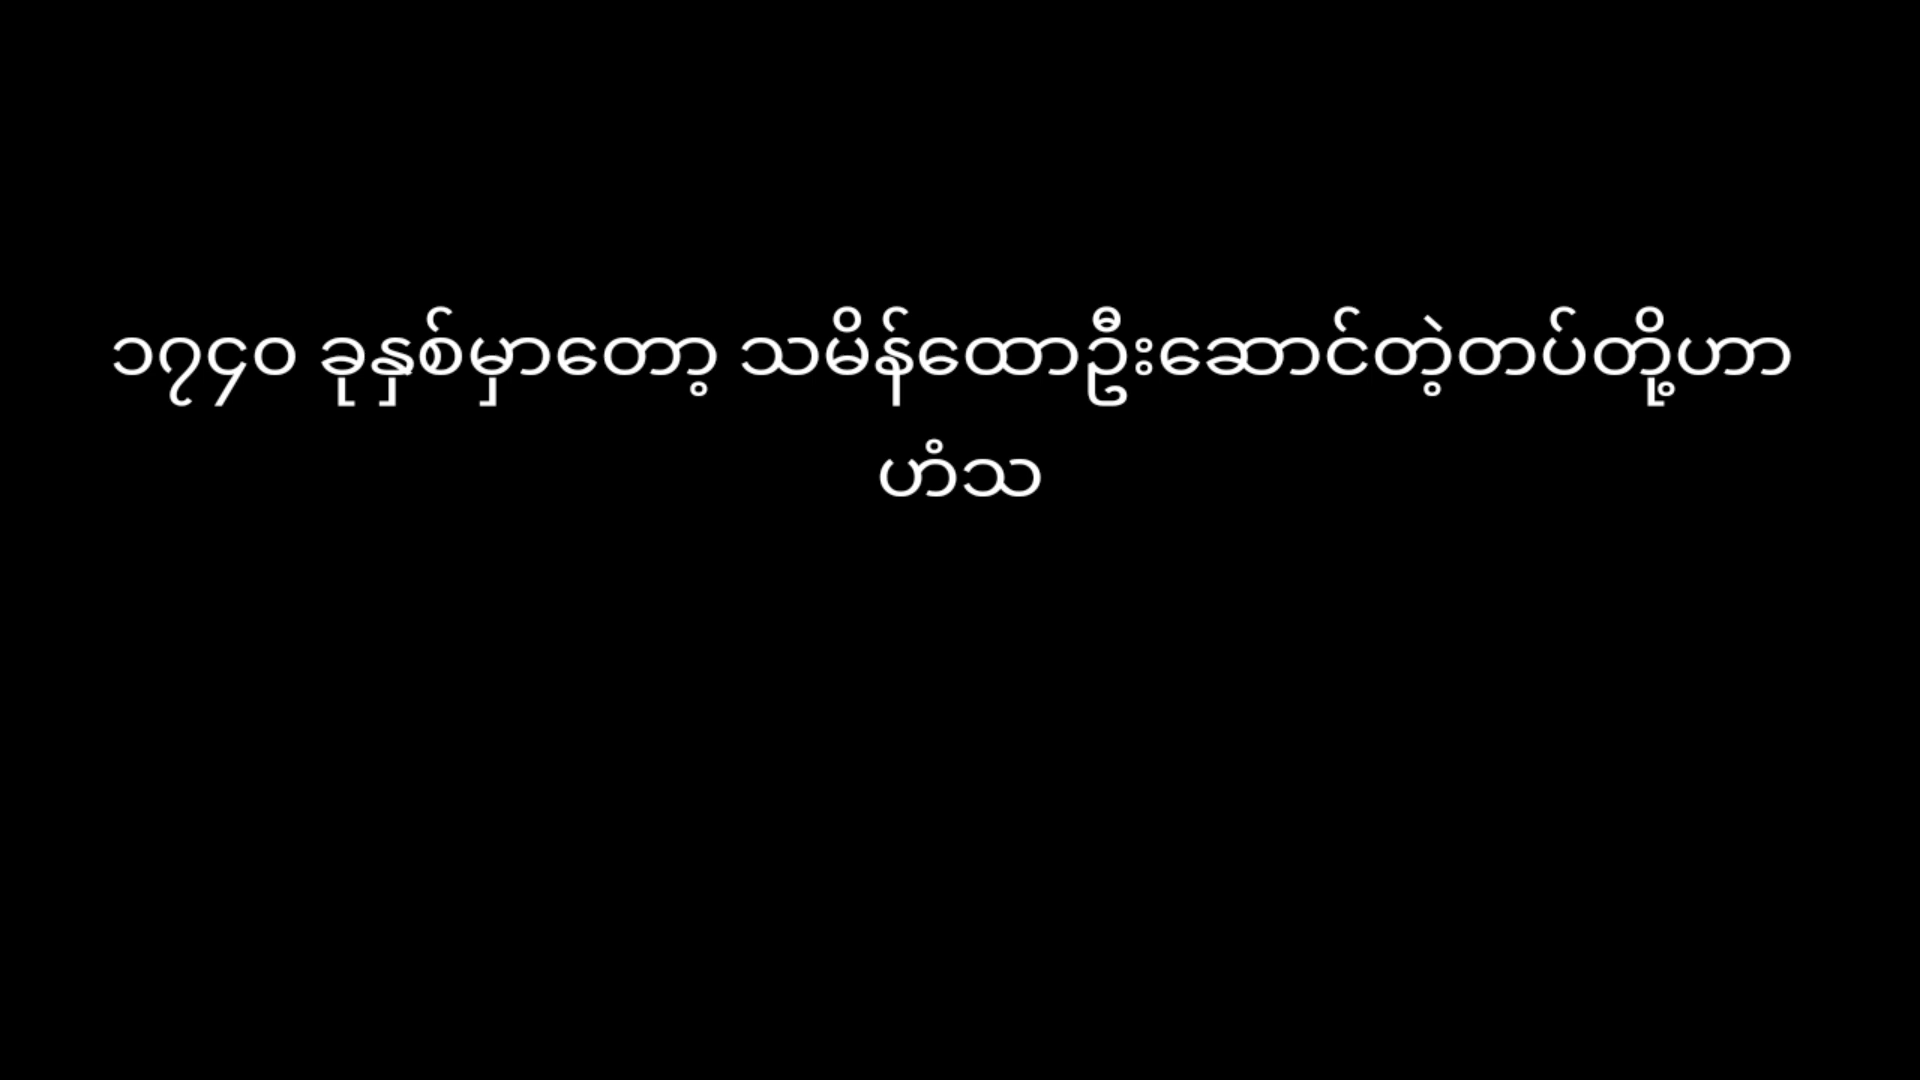 ၁၇၄၀ ခုနှစ်မှာတော့ သမိန်ထောဦးဆောင်တဲ့တပ်တို့ဟာ
ဟံသ